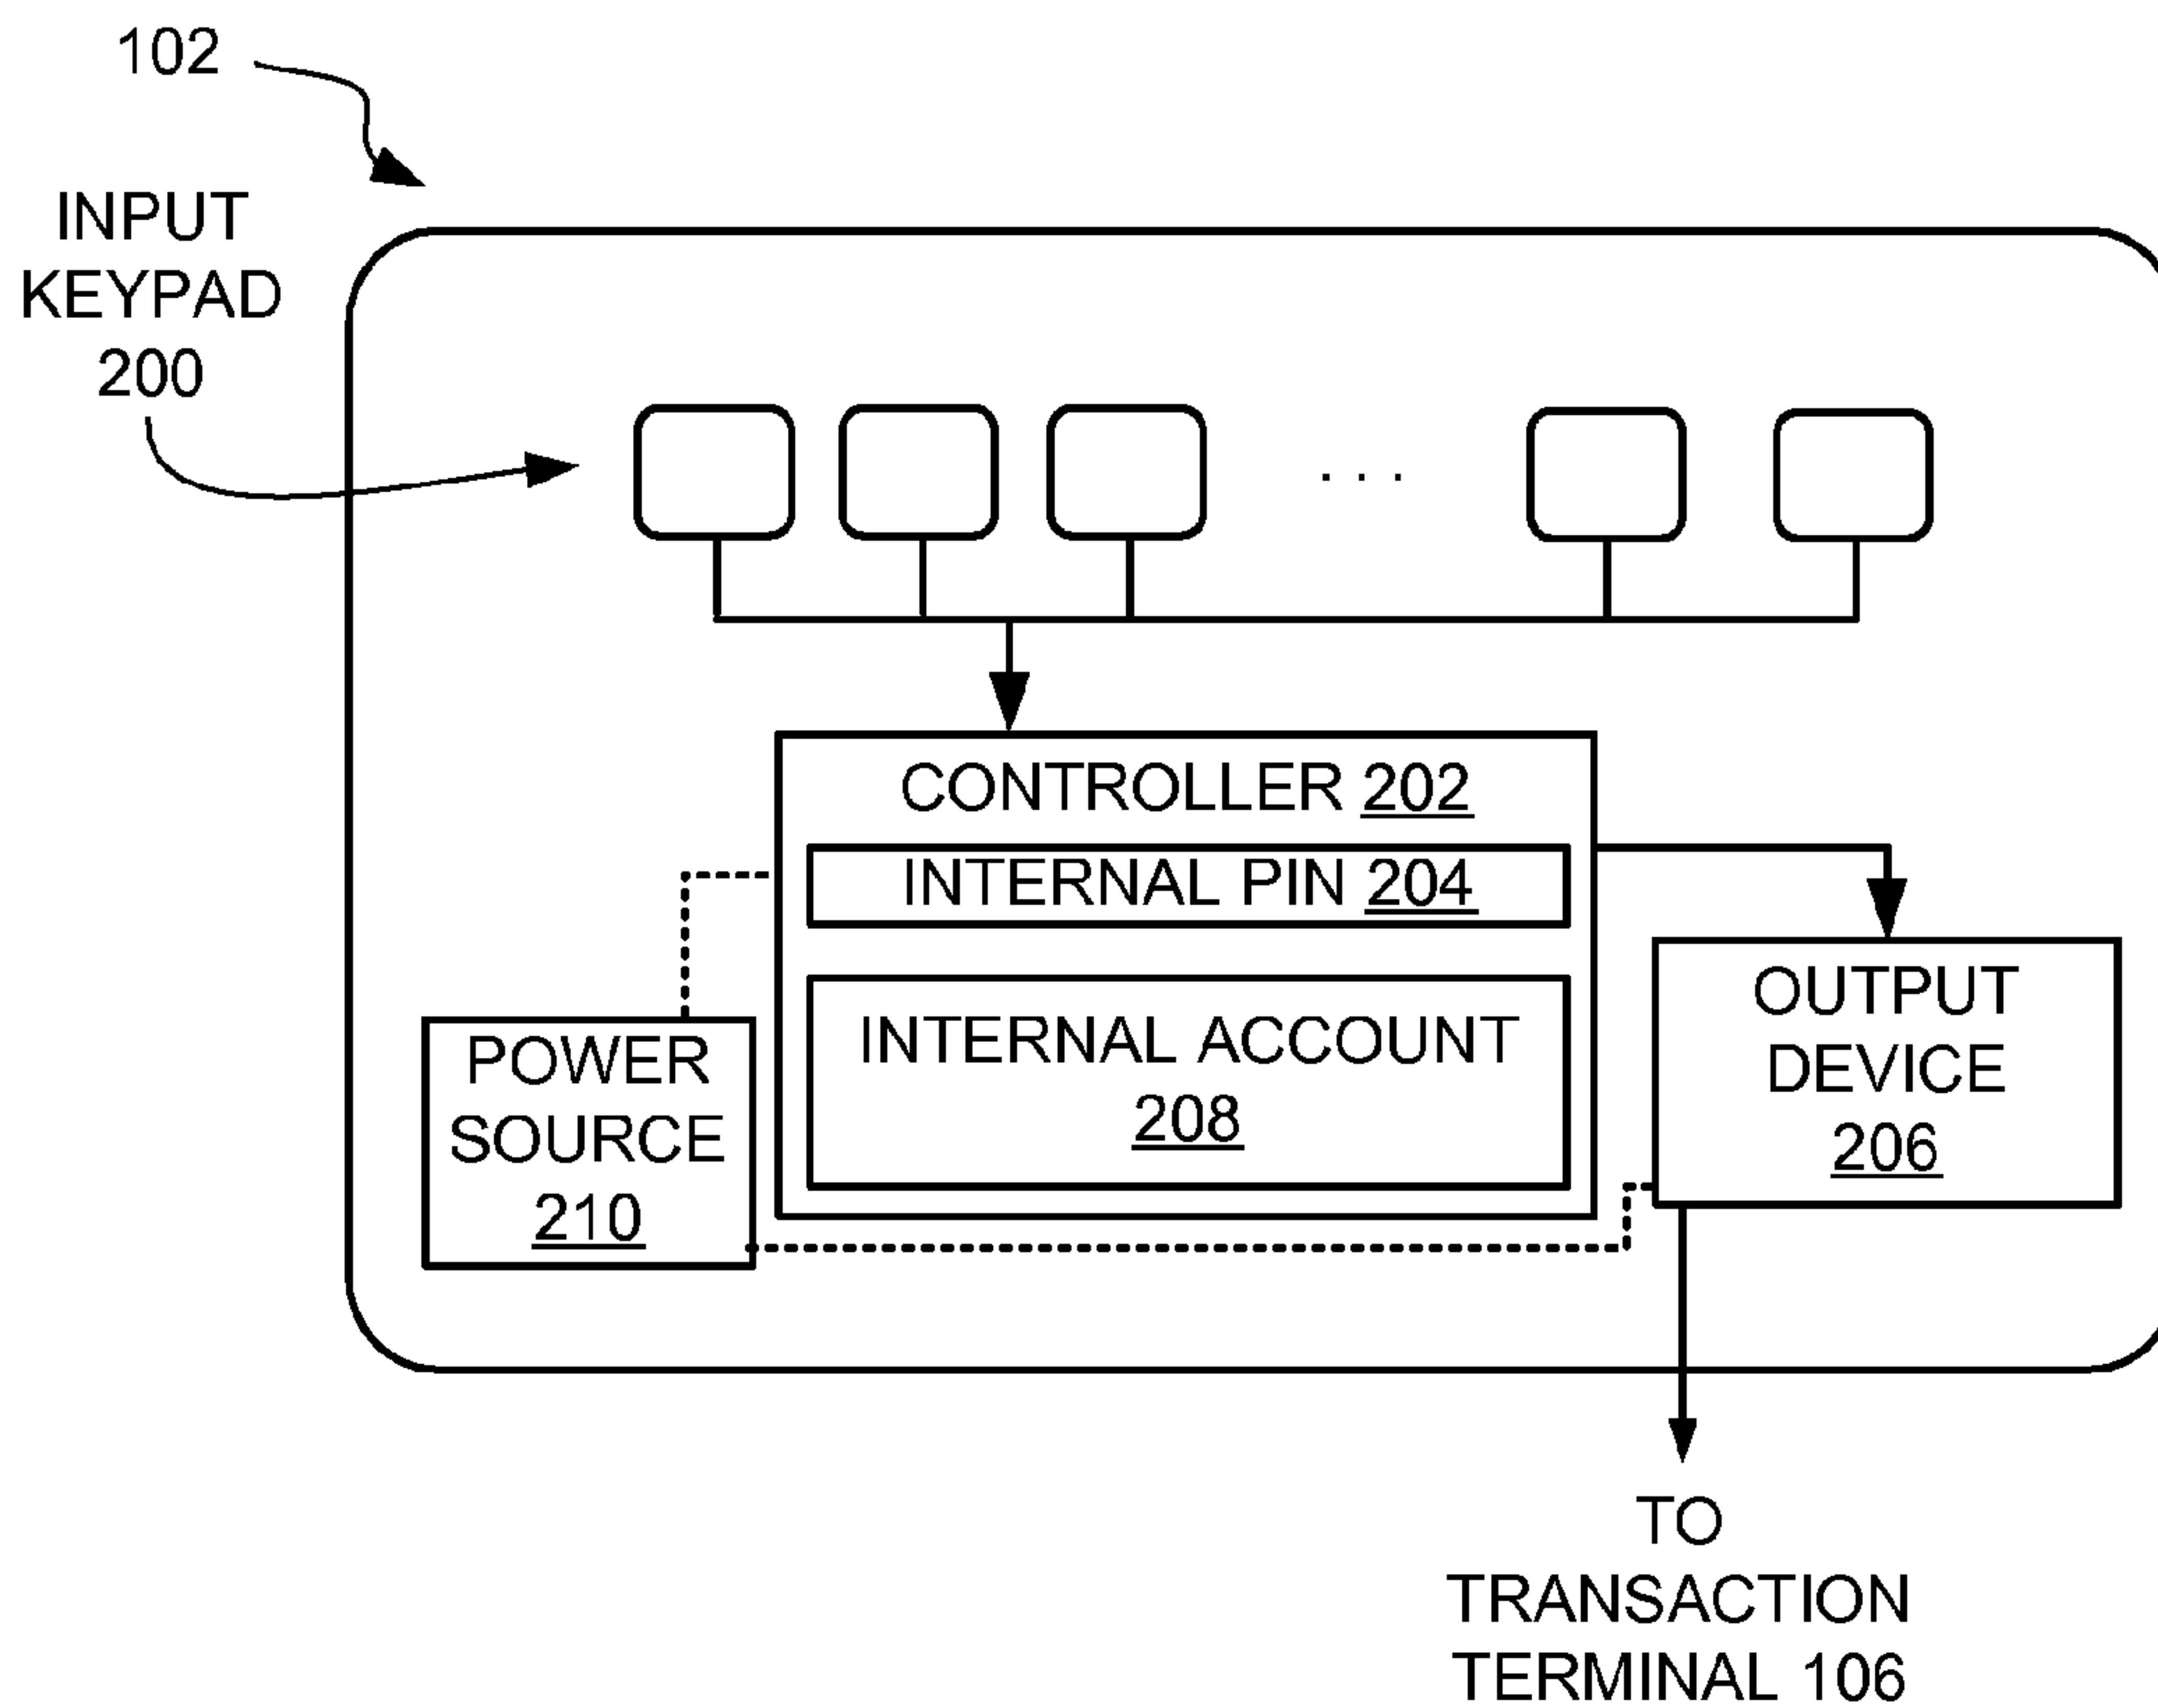 102
INPUT
KEYPAD
200
. . .
CONTROLLER 202
INTERNAL PIN 204
INTERNAL ACCOUNT
208
POWER
SOURCE
210
OUTPUT
DEVICE
206
TO
TRANSACTION
TERMINAL 106